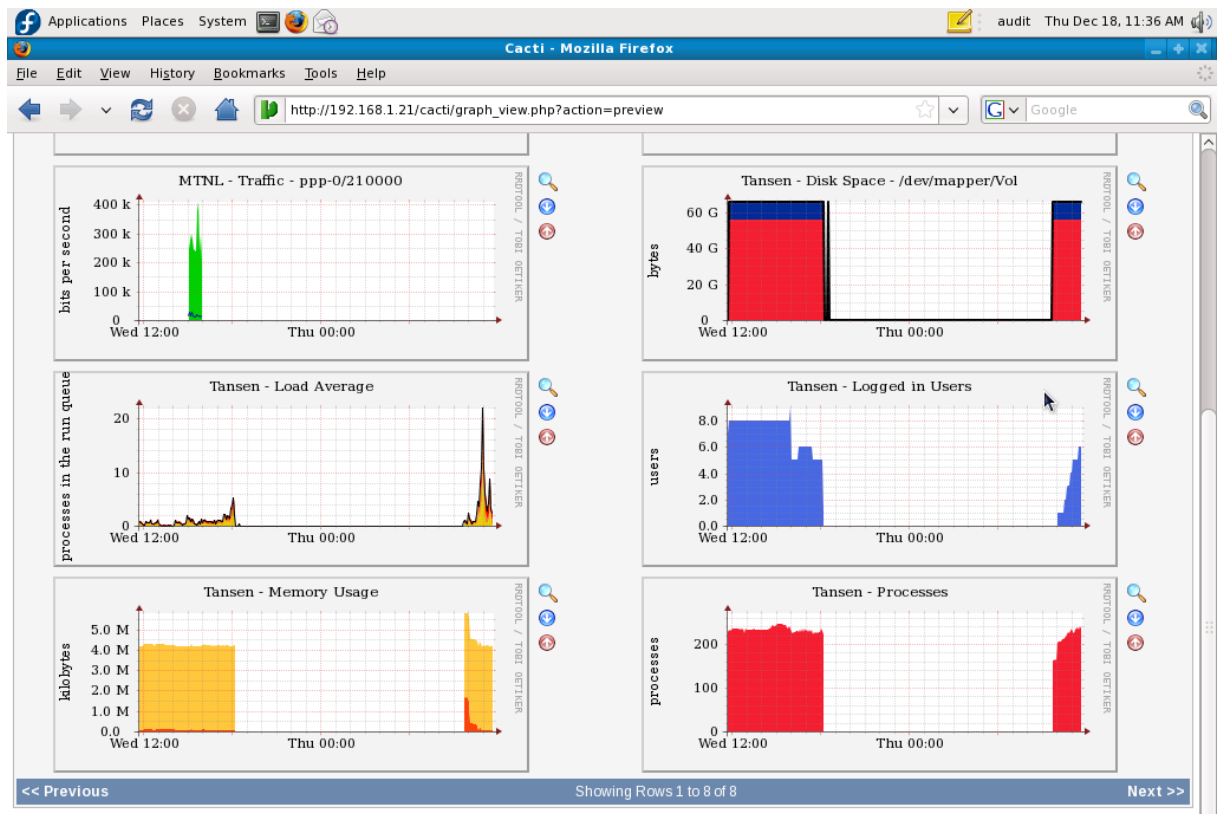 Applications Places System audit Thu Dec 18, 11:36 AM
Cacti - Mozilla Firefox
File Edit View History Bookmarks Tools Help
http://192.168.1.21/cacti/graph_view.php?action=preview Google
MTNL - Traffic - ppp-0/210000
RRDTOOL / TOBI OETIKER
bits per second
400 k
300 k
200 k
100 k
0
Wed 12:00 Thu 00:00
Tansen - Disk Space - /dev/mapper/Vol
RRDTOOL / TOBI OETIKER
bytes
60 G
40 G
20 G
0
Wed 12:00 Thu 00:00
Tansen - Load Average
RRDTOOL / TOBI OETIKER
processes in the run queue
20
10
0
Wed 12:00 Thu 00:00
Tansen - Logged in Users
RRDTOOL / TOBI OETIKER
users
8.0
6.0
4.0
2.0
0.0
Wed 12:00 Thu 00:00
Tansen - Memory Usage
RRDTOOL / TOBI OETIKER
kilobytes
5.0 M
4.0 M
3.0 M
2.0 M
1.0 M
0.0
Wed 12:00 Thu 00:00
Tansen - Processes
RRDTOOL / TOBI OETIKER
processes
200
100
0
Wed 12:00 Thu 00:00
<< Previous Showing Rows 1 to 8 of 8 Next >>